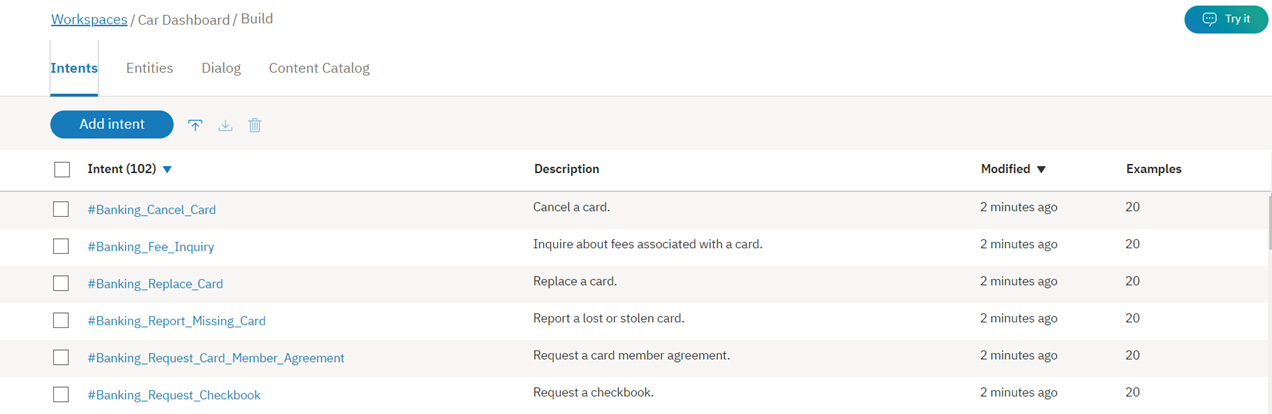 Workspaces / Car Dashboard / Build
Try it
Intents Entities Dialog Content Catalog
Add intent
Intent (102) Description Modified Examples
#Banking_Cancel_Card Cancel a card. 2 minutes ago 20
#Banking_Fee_Inquiry Inquire about fees associated with a card. 2 minutes ago 20
#Banking_Replace_Card Replace a card. 2 minutes ago 20
#Banking_Report_Missing_Card Report a lost or stolen card. 2 minutes ago 20
#Banking_Request_Card_Member_Agreement Request a card member agreement. 2 minutes ago 20
#Banking_Request_Checkbook Request a checkbook. 2 minutes ago 20